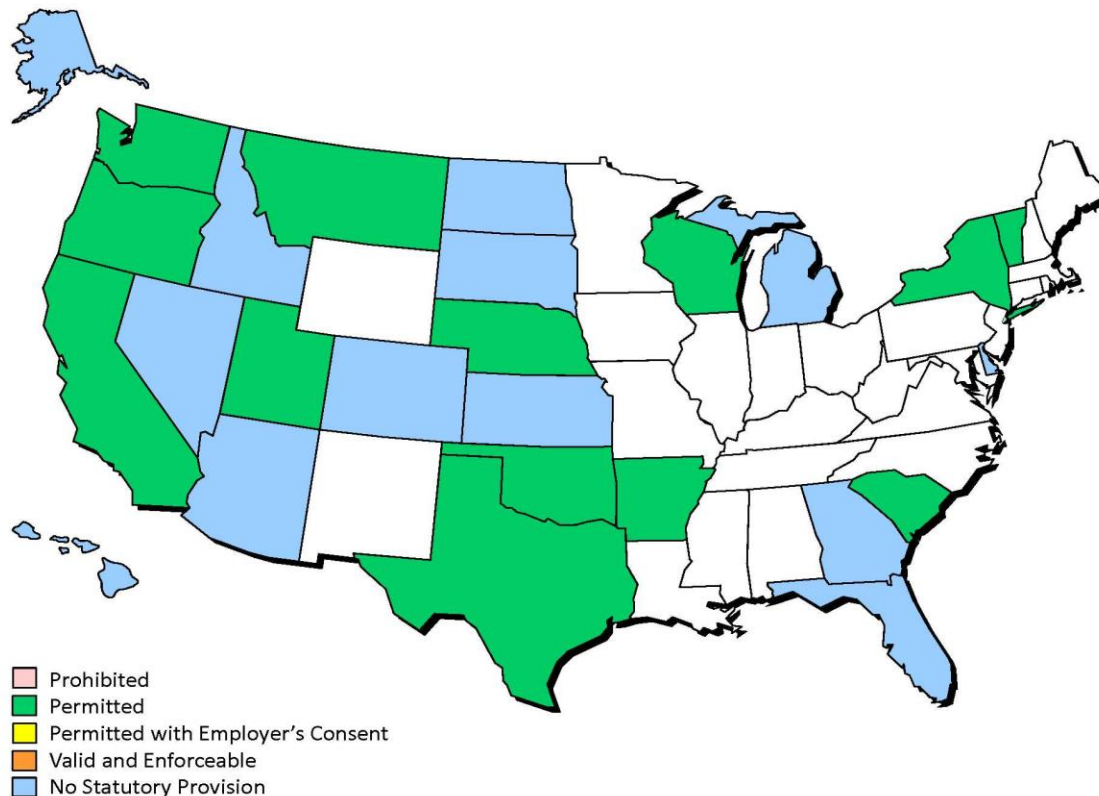 Prohibited
Permitted
Permitted with Employer's Consent
Valid and Enforceable
No Statutory Provision